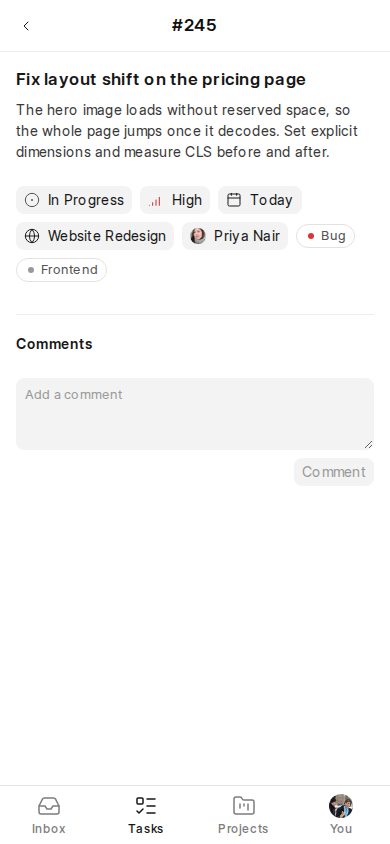 #245
Fix layout shift on the pricing page
The hero image loads without reserved space, so
the whole page jumps once it decodes. Set explicit
dimensions and measure CLS before and after.
In Progress High Today
Website Redesign Priya Nair Bug
Frontend
Comments
Add a comment
Comment
Inbox Tasks Projects You